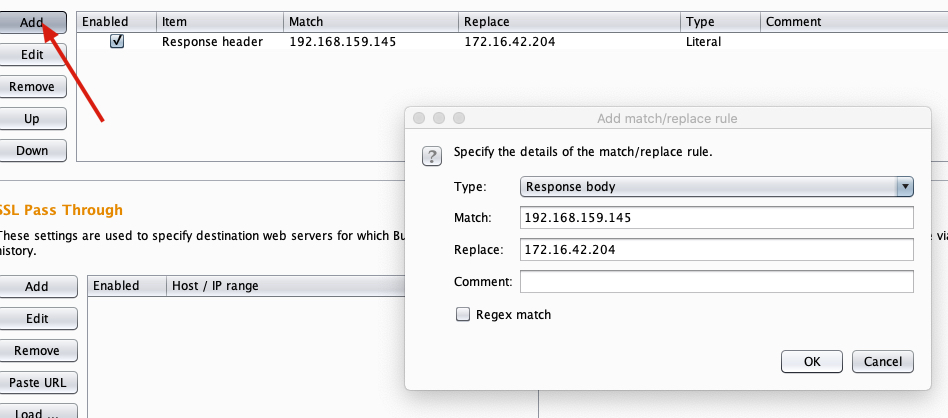 Add
Enabled Item Match Replace Type Comment
Response header 192.168.159.145 172.16.42.204 Literal
Edit
Remove
Up
Down
Add match/replace rule
? Specify the details of the match/replace rule.
Type: Response body
Match: 192.168.159.145
Replace: 172.16.42.204
Comment:
Regex match
OK Cancel
SSL Pass Through
These settings are used to specify destination web servers for which Bu
history.
Add
Enabled Host / IP range
Edit
Remove
Paste URL
Load ...